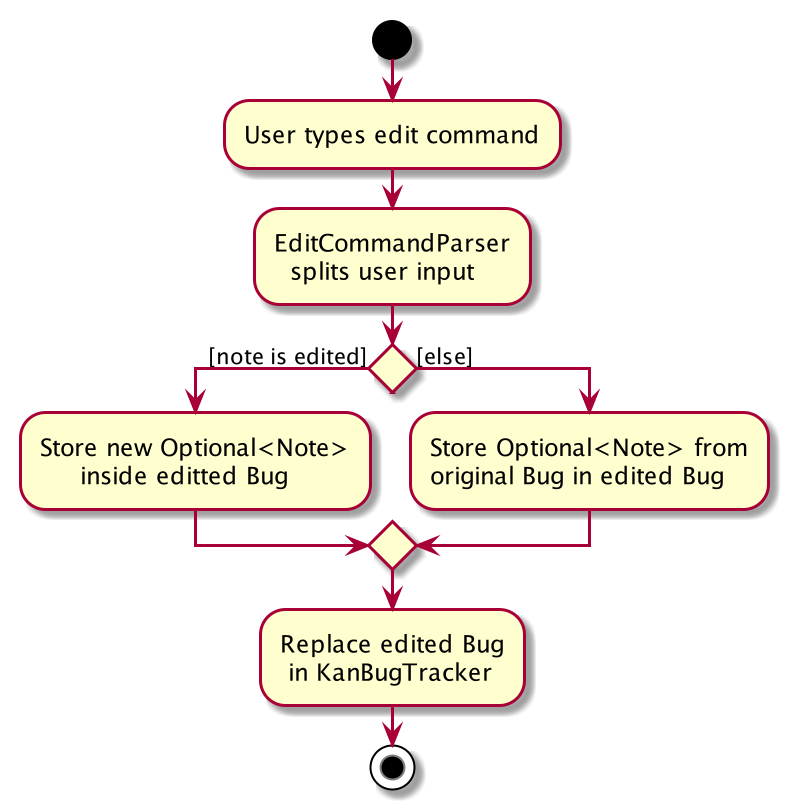 User types edit command
EditCommandParser
splits user input
[note is edited]
[else]
Store new Optional<Note>
inside editted Bug
Store Optional<Note> from
original Bug in edited Bug
Replace edited Bug
in KanBugTracker